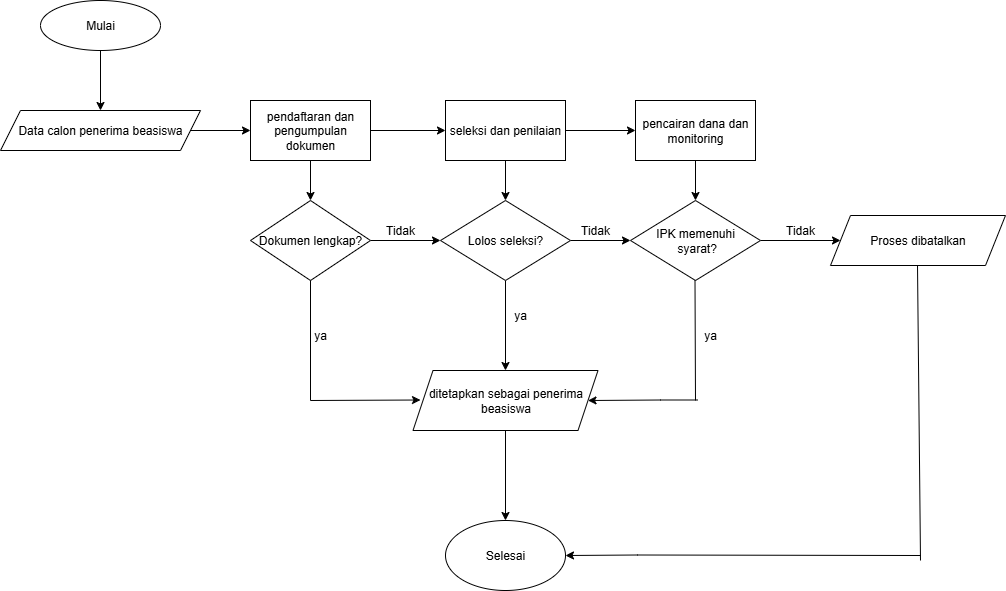 Mulai
Data calon penerima beasiswa
pendaftaran dan
pengumpulan
dokumen
seleksi dan penilaian
pencairan dana dan
monitoring
Dokumen lengkap?
Tidak
Lolos seleksi?
Tidak
IPK memenuhi
syarat?
Tidak
Proses dibatalkan
ya
ya
ya
ditetapkan sebagai penerima
beasiswa
Selesai